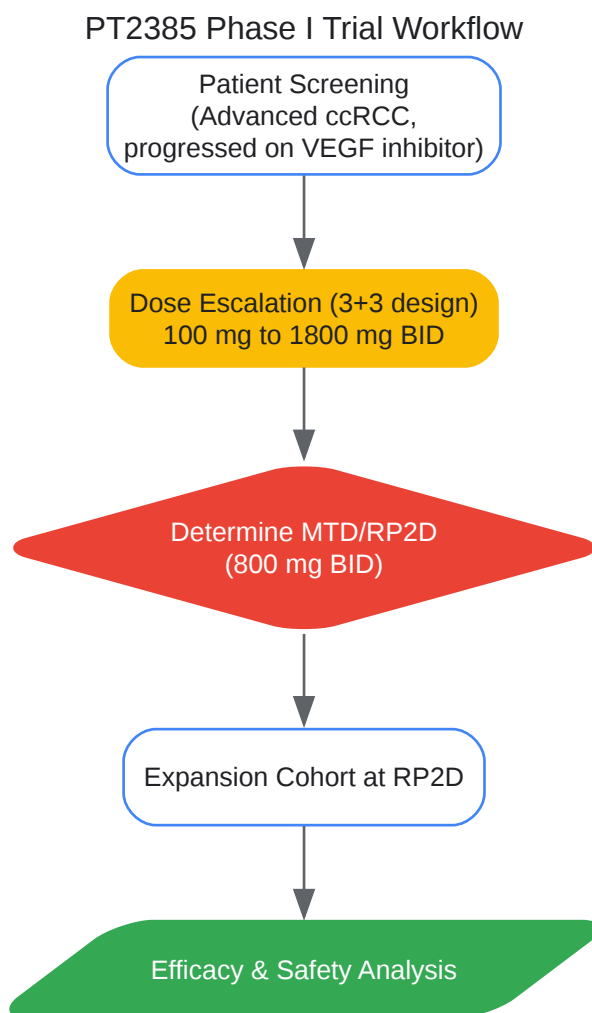 PT2385 Phase I Trial Workflow
Patient Screening
(Advanced ccRCC,
progressed on VEGF inhibitor)
Dose Escalation (3+3 design)
100 mg to 1800 mg BID
Determine MTD/RP2D
(800 mg BID)
Expansion Cohort at RP2D
Efficacy & Safety Analysis